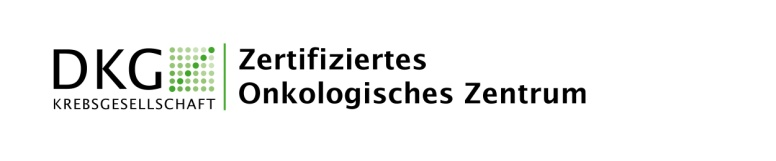 DKG
KREBSGESELLSCHAFT
Zertifiziertes
Onkologisches Zentrum